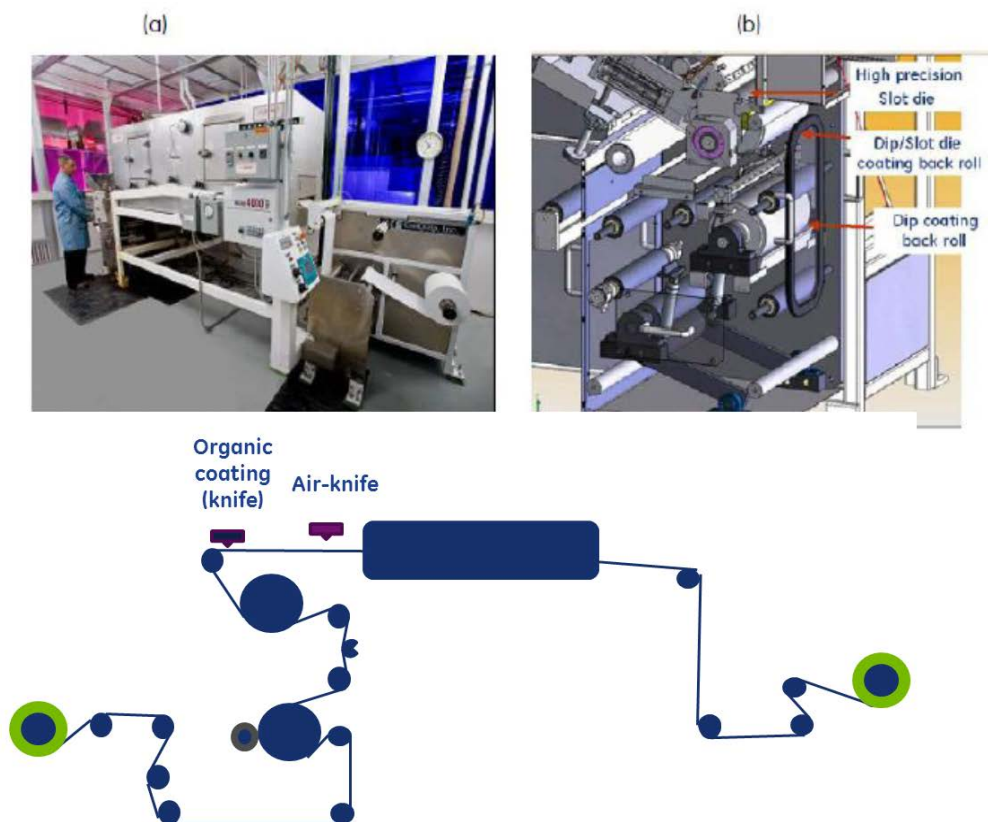 (a)
(b)
High precision
Slot die
Dip/Slot die
coating back roll
Dip coating
back roll
Organic
coating
(knife)
Air-knife